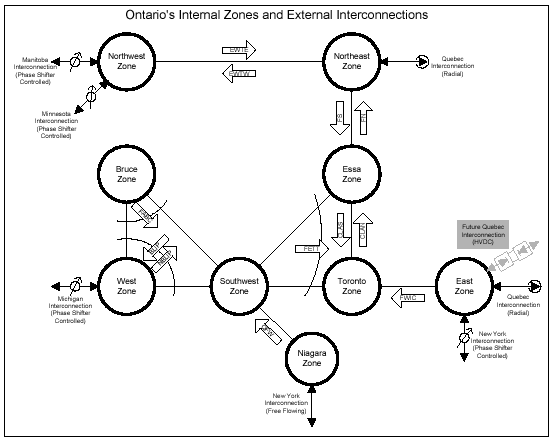 Ontario's Internal Zones and External Interconnections
Northwest
Zone
EWTE
EWTW
Northeast
Zone
Manitoba
Interconnection
(Phase Shifter
Controlled)
Quebec
Interconnection
(Radial)
Minnesota
Interconnection
(Phase Shifter
Controlled)
FS
FN
Bruce
Zone
Essa
Zone
CLAS
CLAN
FETT
Future Quebec
Interconnection
(HVDC)
West
Zone
Southwest
Zone
Toronto
Zone
FWIC
East
Zone
Michigan
Interconnection
(Phase Shifter
Controlled)
Quebec
Interconnection
(Radial)
New York
Interconnection
(Phase Shifter
Controlled)
Niagara
Zone
New York
Interconnection
(Free Flowing)